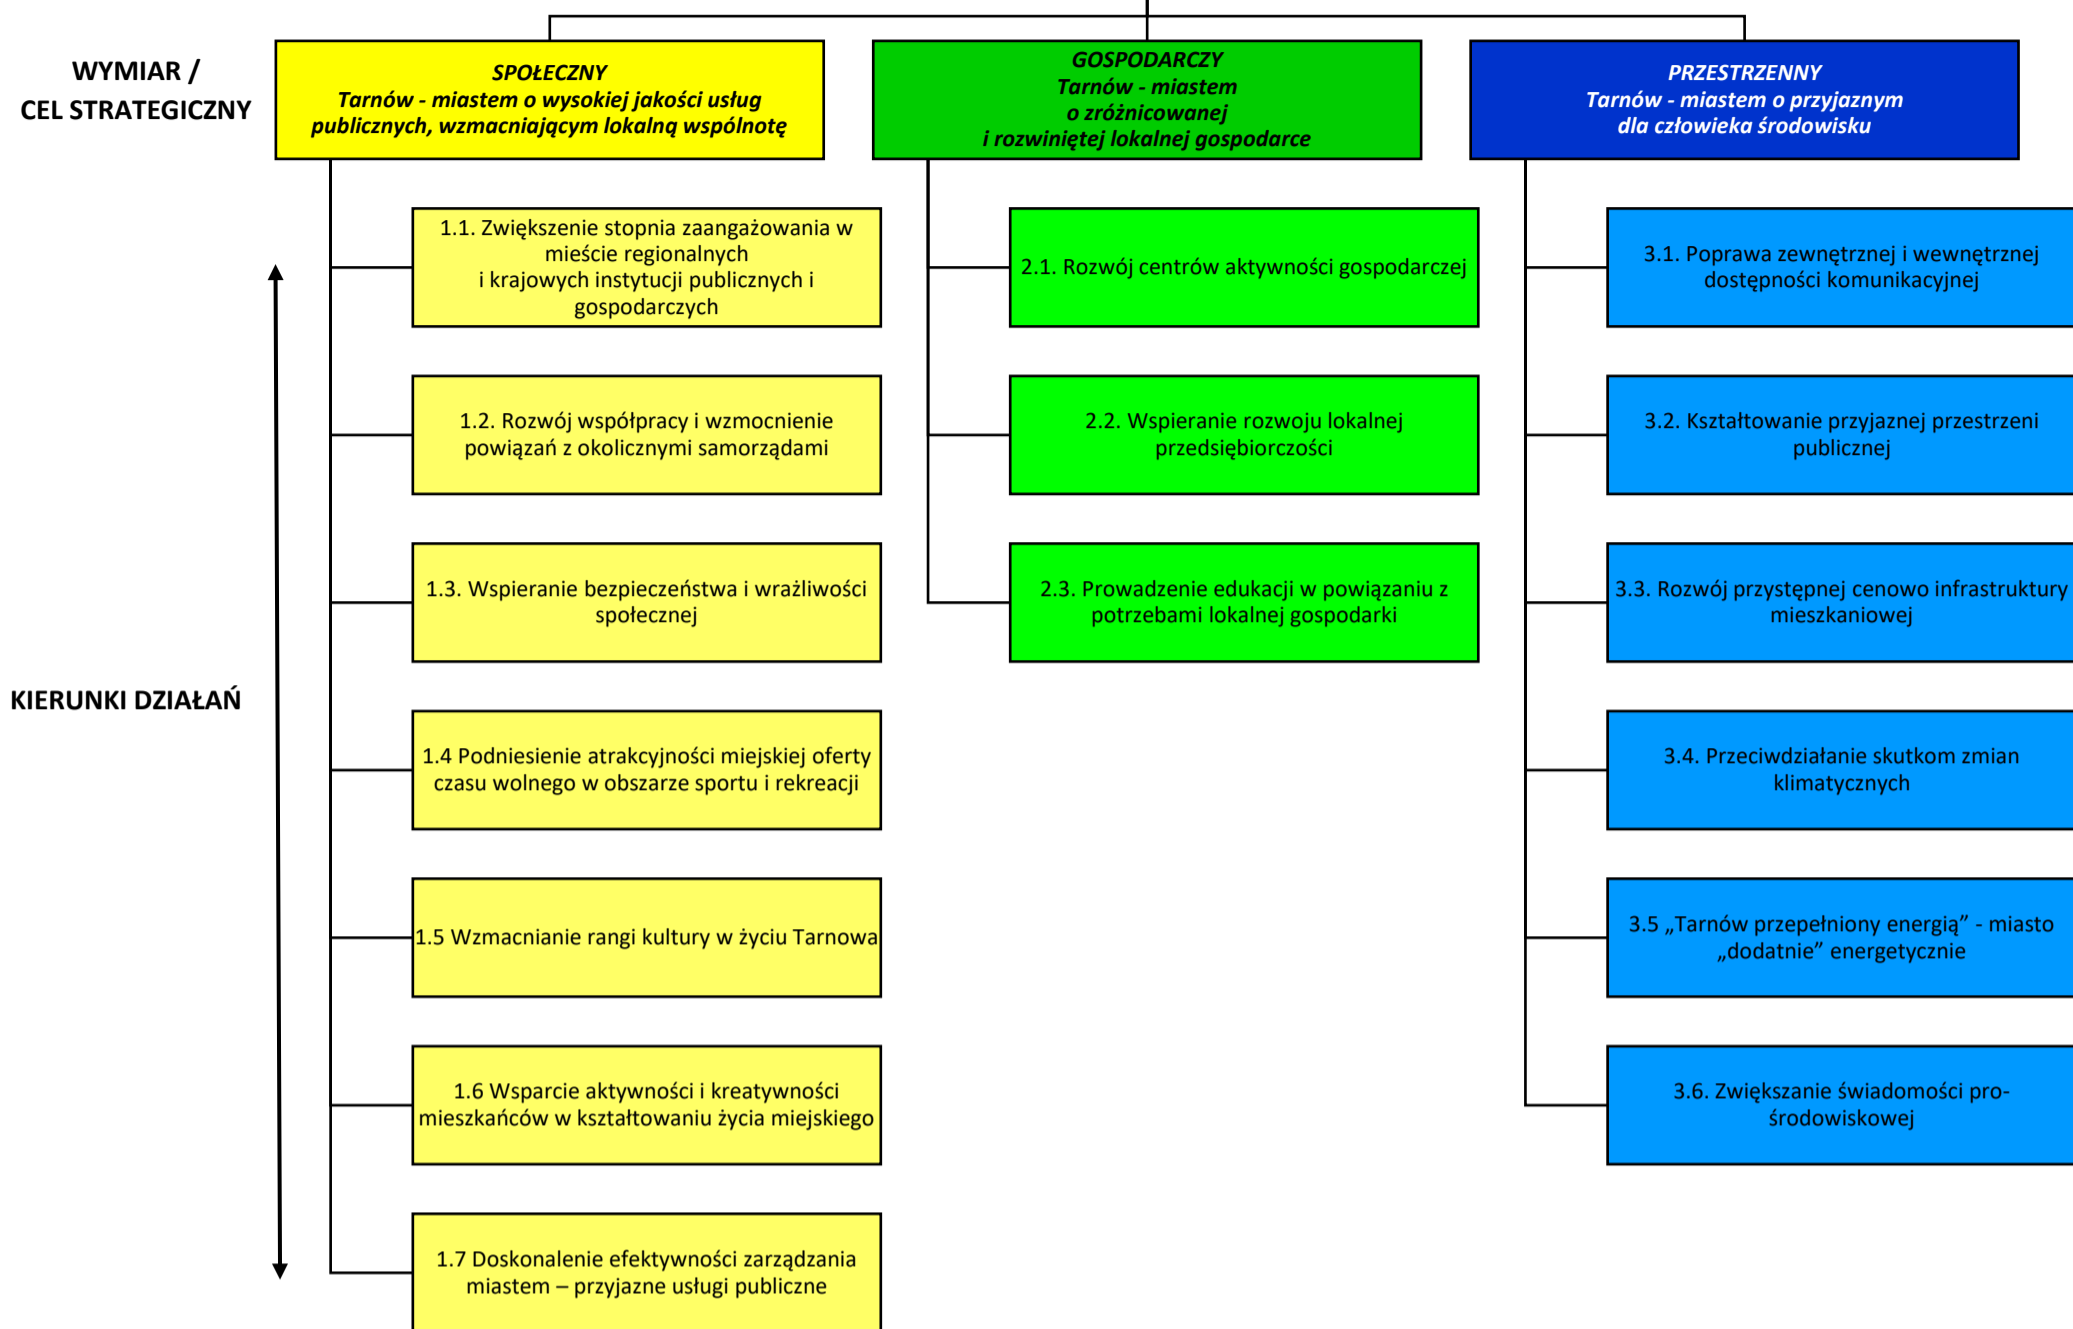 WYMIAR /
CEL STRATEGICZNY
SPOŁECZNY
Tarnów - miastem o wysokiej jakości usług
publicznych, wzmacniającym lokalną wspólnotę
GOSPODARCZY
Tarnów - miastem
o zróżnicowanej
i rozwiniętej lokalnej gospodarce
PRZESTRZENNY
Tarnów - miastem o przyjaznym
dla człowieka środowisku
KIERUNKI DZIAŁAŃ
1.1. Zwiększenie stopnia zaangażowania w
mieście regionalnych
i krajowych instytucji publicznych i
gospodarczych
1.2. Rozwój współpracy i wzmocnienie
powiązań z okolicznymi samorządami
1.3. Wspieranie bezpieczeństwa i wrażliwości
społecznej
1.4 Podniesienie atrakcyjności miejskiej oferty
czasu wolnego w obszarze sportu i rekreacji
1.5 Wzmacnianie rangi kultury w życiu Tarnowa
1.6 Wsparcie aktywności i kreatywności
mieszkańców w kształtowaniu życia miejskiego
1.7 Doskonalenie efektywności zarządzania
miastem – przyjazne usługi publiczne
2.1. Rozwój centrów aktywności gospodarczej
2.2. Wspieranie rozwoju lokalnej
przedsiębiorczości
2.3. Prowadzenie edukacji w powiązaniu z
potrzebami lokalnej gospodarki
3.1. Poprawa zewnętrznej i wewnętrznej
dostępności komunikacyjnej
3.2. Kształtowanie przyjaznej przestrzeni
publicznej
3.3. Rozwój przystępnej cenowo infrastruktury
mieszkaniowej
3.4. Przeciwdziałanie skutkom zmian
klimatycznych
3.5 „Tarnów przepełniony energią” - miasto
„dodatnie” energetycznie
3.6. Zwiększanie świadomości pro-
środowiskowej